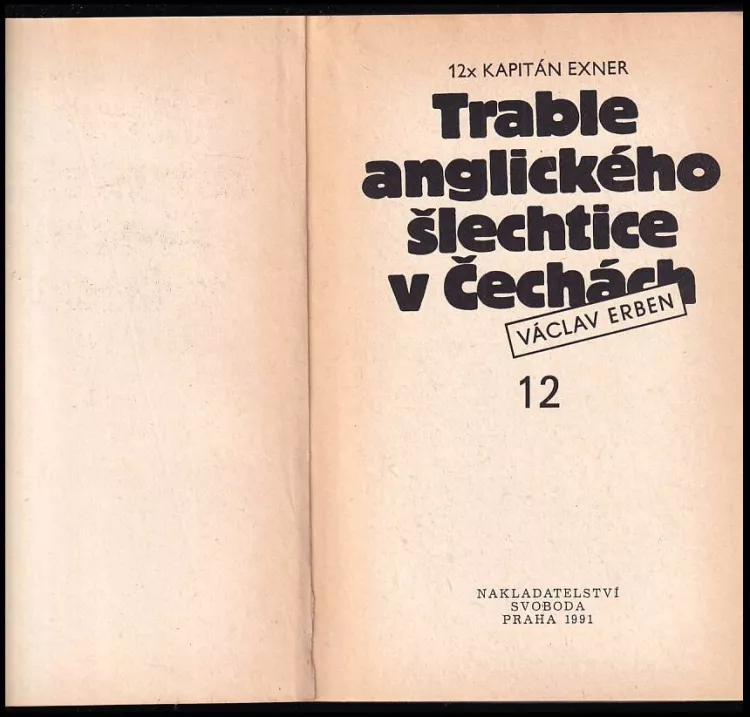 12x KAPITÁN EXNER
Trable
anglického
šlechtice
v Čechách
VÁCLAV ERBEN
12
NAKLADATELSTVÍ
SVOBODA
PRAHA 1991